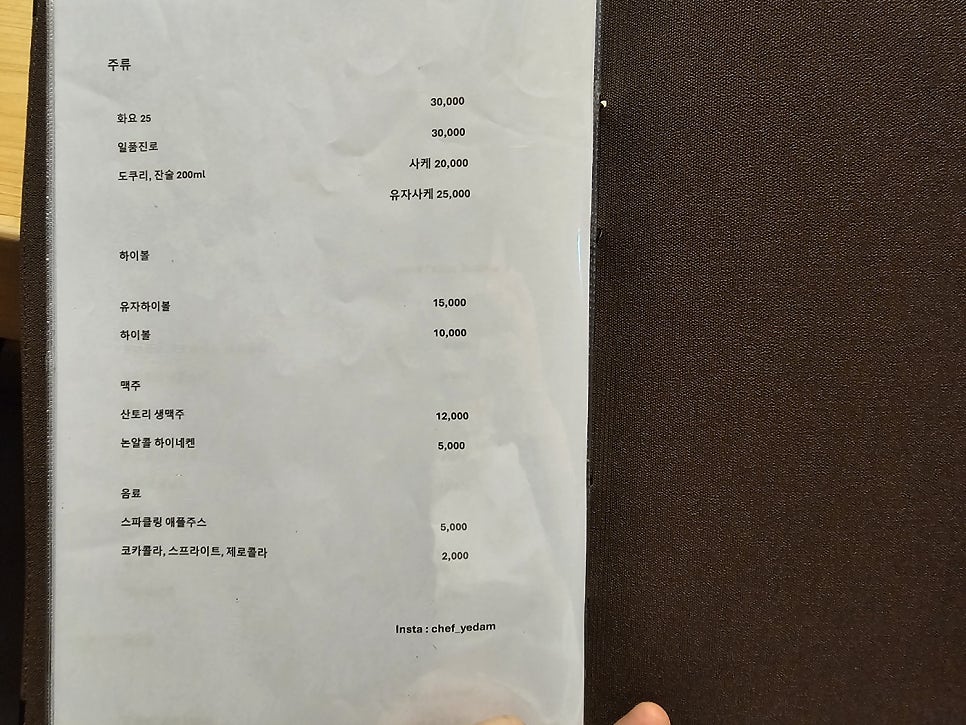 주류
화요 25 30,000
일품진로 30,000
도쿠리, 잔술 200ml 사케 20,000
유자사케 25,000
하이볼
유자하이볼 15,000
하이볼 10,000
맥주
산토리 생맥주 12,000
논알콜 하이네켄 5,000
음료
스파클링 애플주스 5,000
코카콜라, 스프라이트, 제로콜라 2,000
Insta : chef_yedam